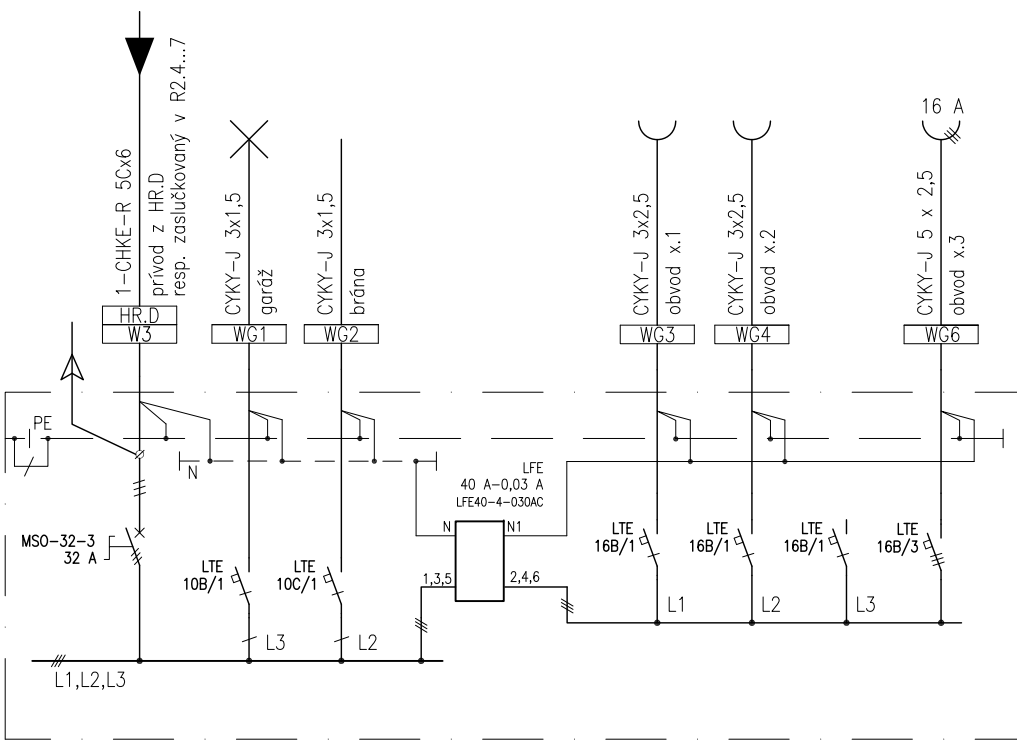 1-CHKE-R 5Cx6
prívod z HR.D
resp. zaslučkovaný v R2.4...7
CYKY-J 3x1,5
garáž
CYKY-J 3x1,5
brána
CYKY-J 3x2,5
obvod x.1
CYKY-J 3x2,5
obvod x.2
16 A
CYKY-J 5 x 2,5
obvod x.3
HR.D
W3
WG1
WG2
WG3
WG4
WG6
PE
N
LFE
40 A-0,03 A
LFE40-4-030AC
N
N1
1,3,5
2,4,6
MSO-32-3
32 A
LTE
10B/1
LTE
10C/1
LTE
16B/1
LTE
16B/1
LTE
16B/1
LTE
16B/3
L3
L2
L1
L2
L3
L1,L2,L3